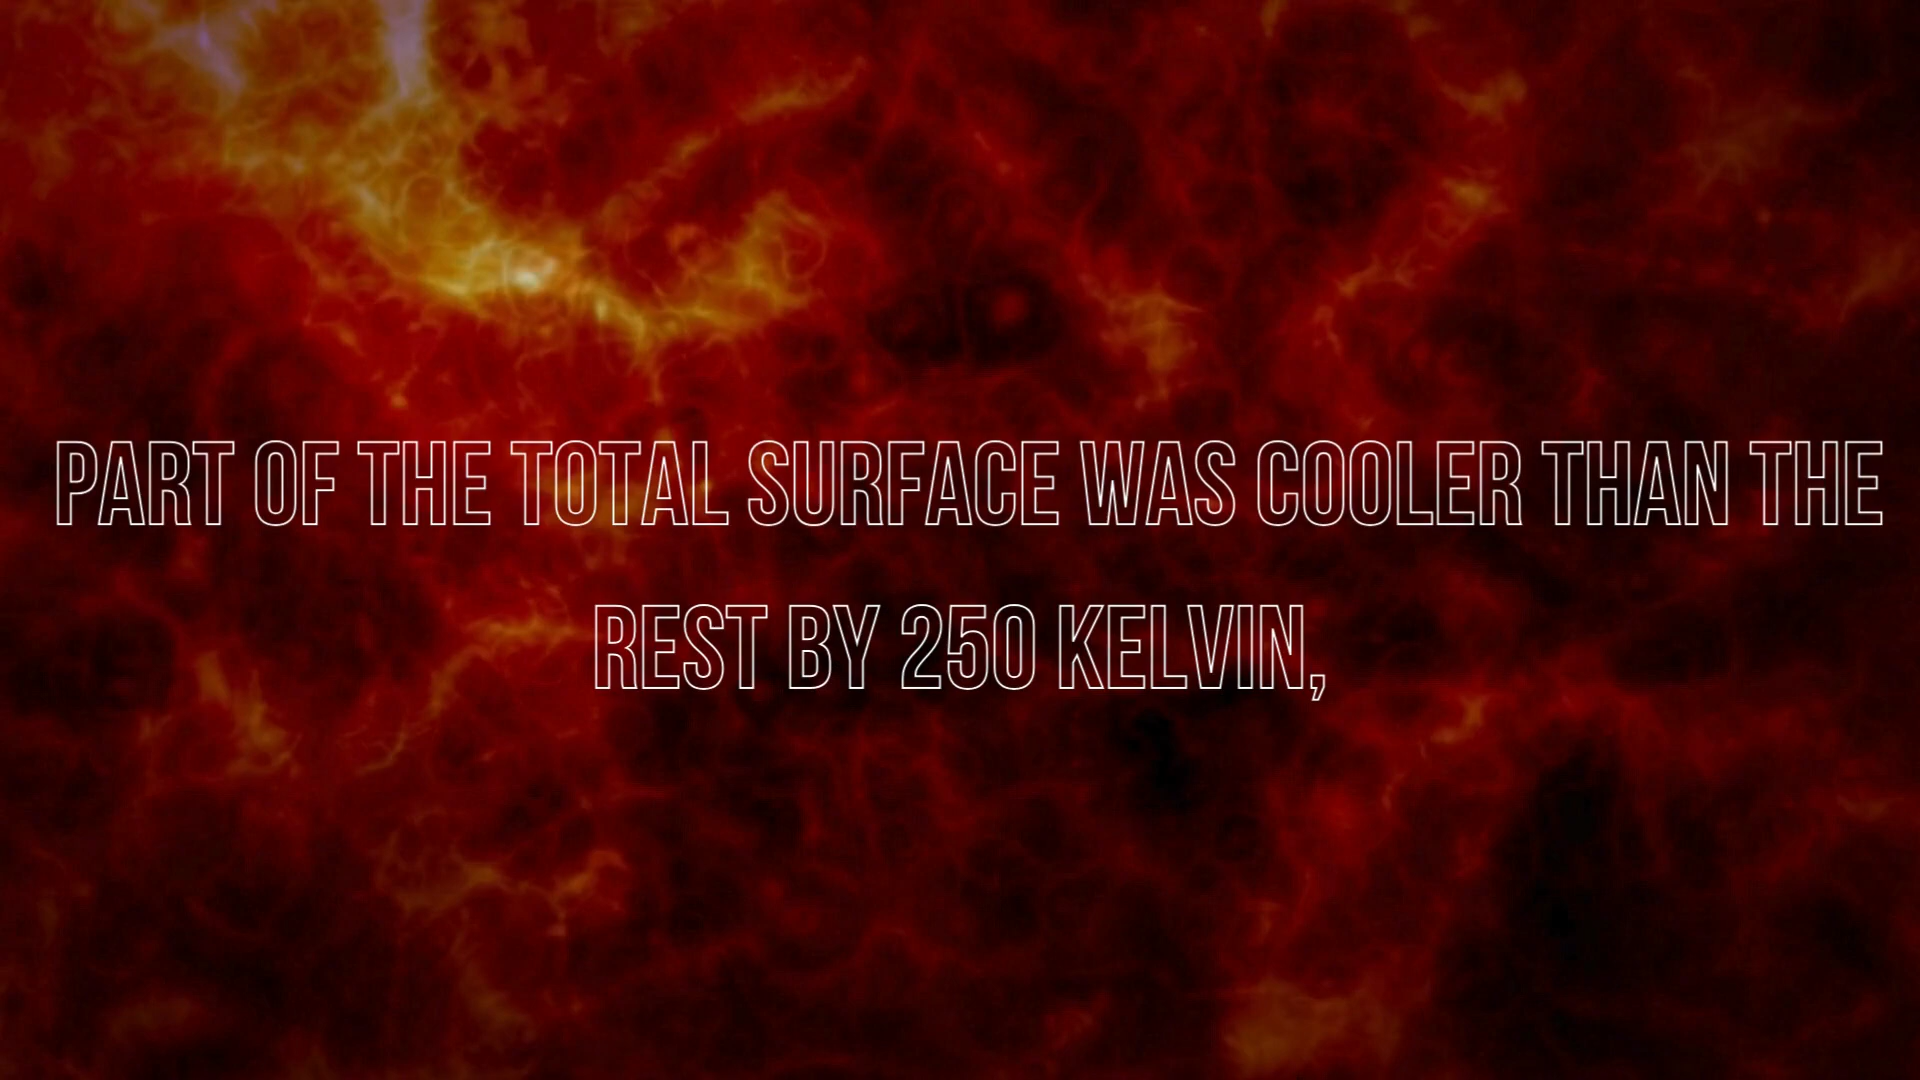 PART OF THE TOTAL SURFACE WAS COOLER THAN THE
REST BY 250 KELVIN,